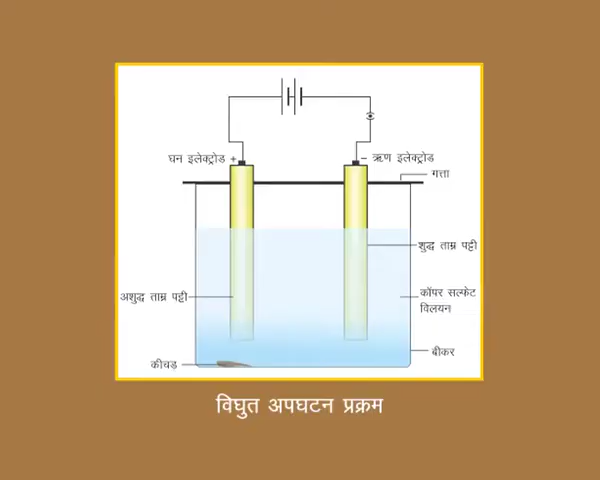 घन इलेक्ट्रोड +
– ऋण इलेक्ट्रोड
गत्ता
शुद्ध ताम्र पट्टी
अशुद्ध ताम्र पट्टी
कॉपर सल्फेट
विलयन
बीकर
कीचड़
विघुत अपघटन प्रक्रम